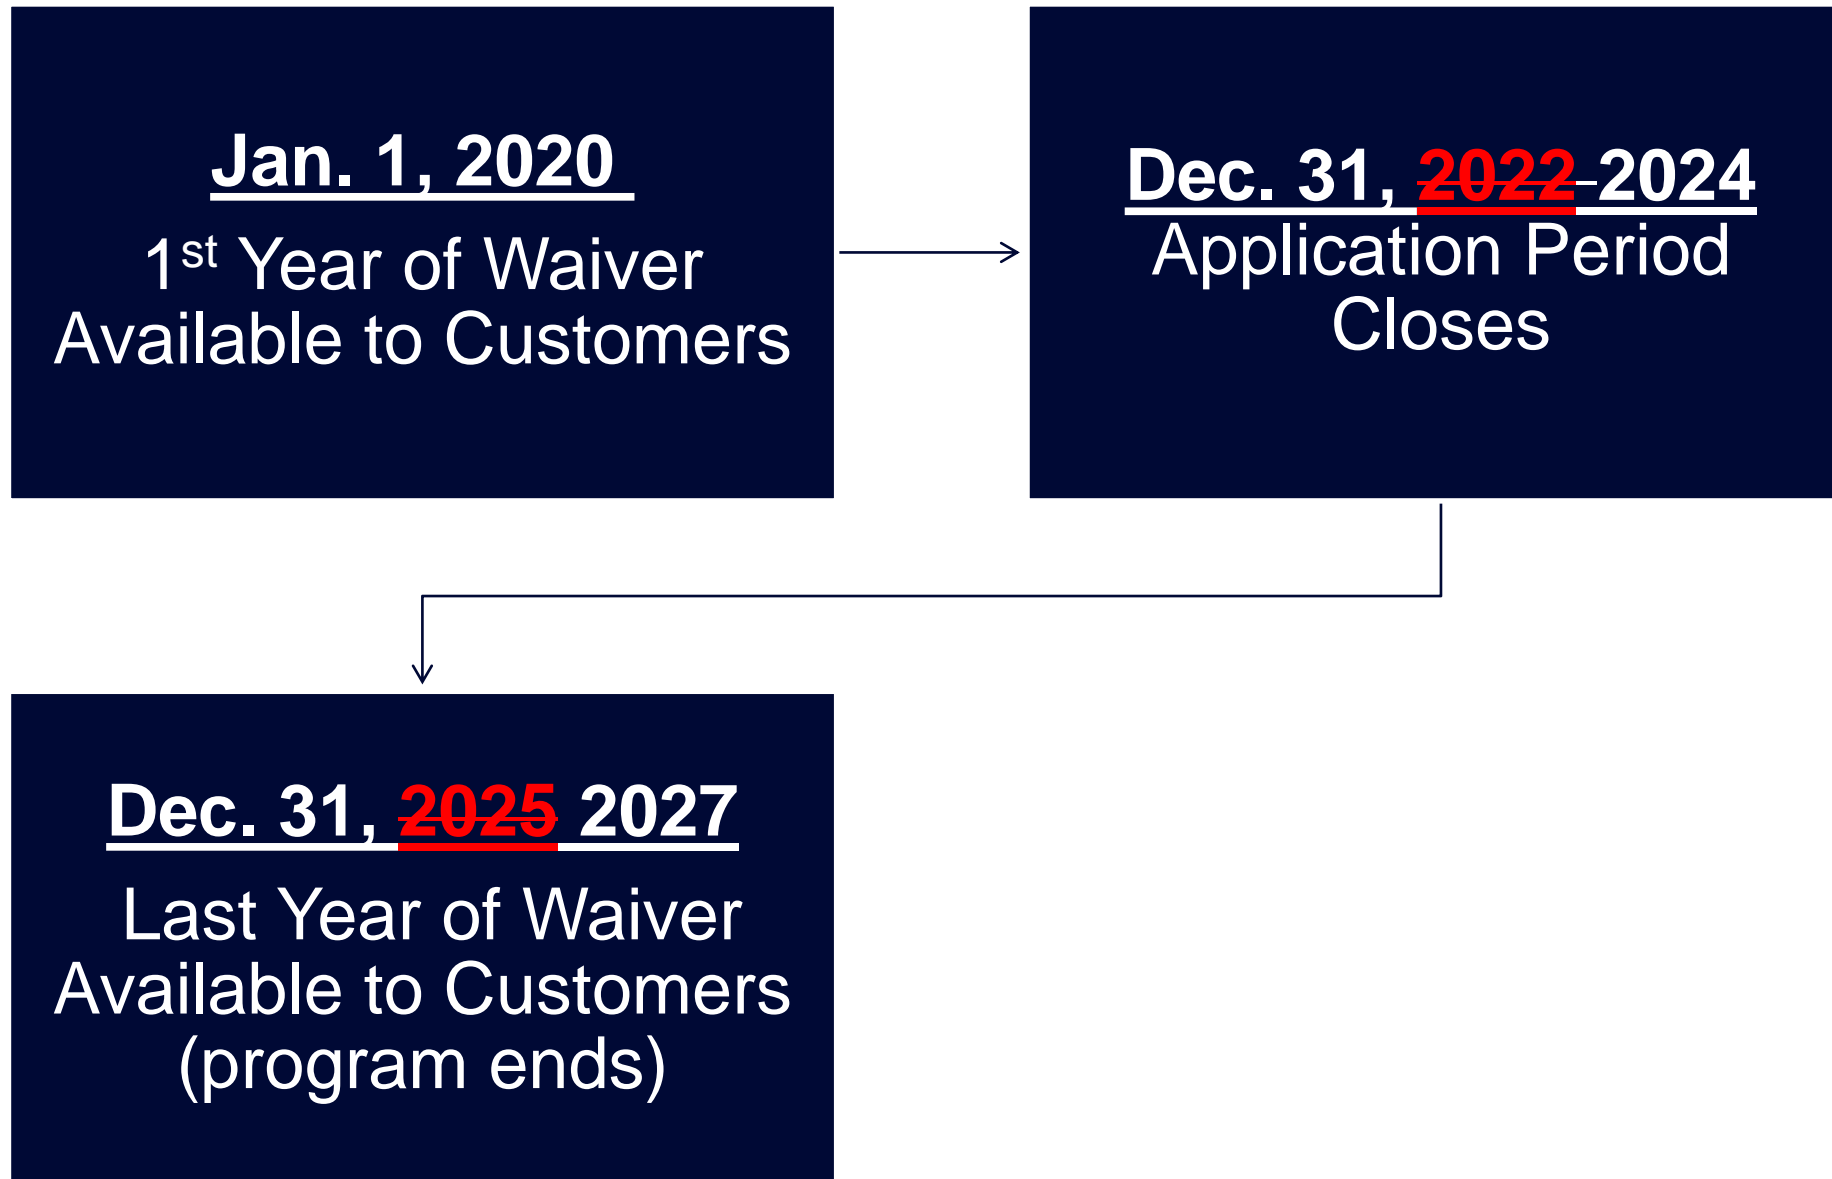 Jan. 1, 2020
1st Year of Waiver
Available to Customers
Dec. 31, 2022 2024
Application Period
Closes
Dec. 31, 2025 2027
Last Year of Waiver
Available to Customers
(program ends)